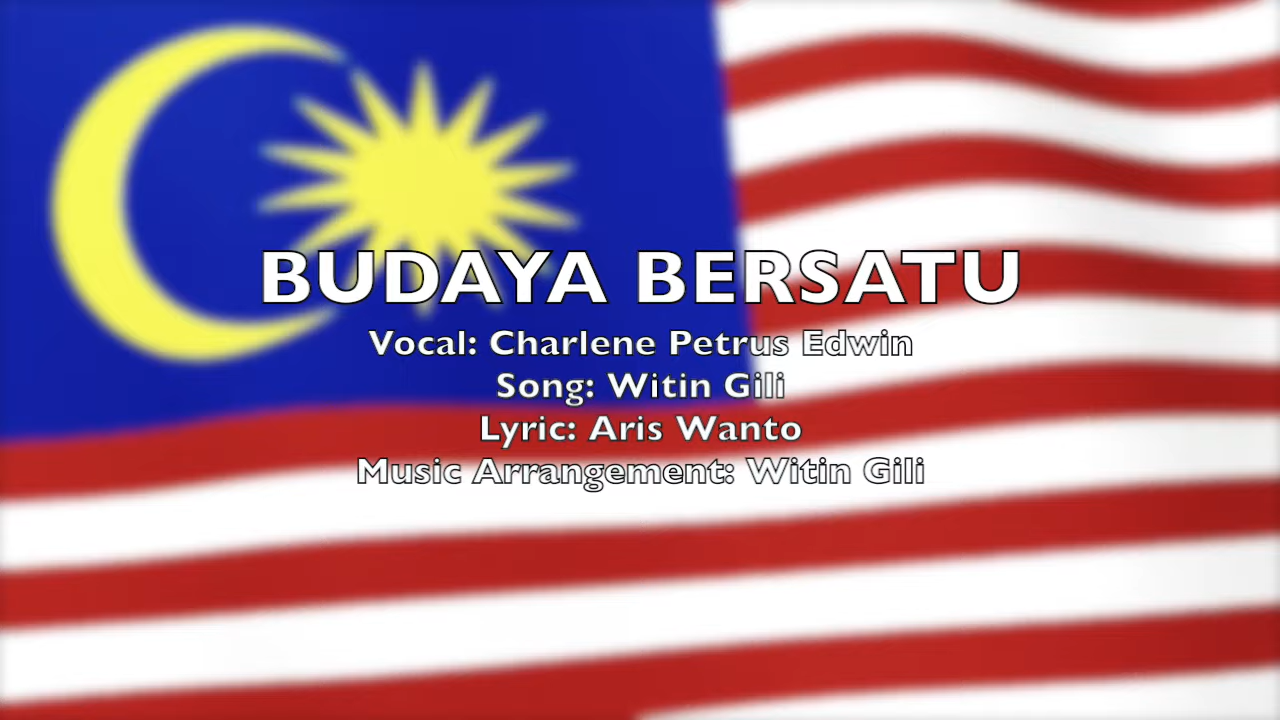 BUDAYA BERSATU
Vocal: Charlene Petrus Edwin
Song: Witin Gili
Lyric: Aris Wanto
Music Arrangement: Witin Gili